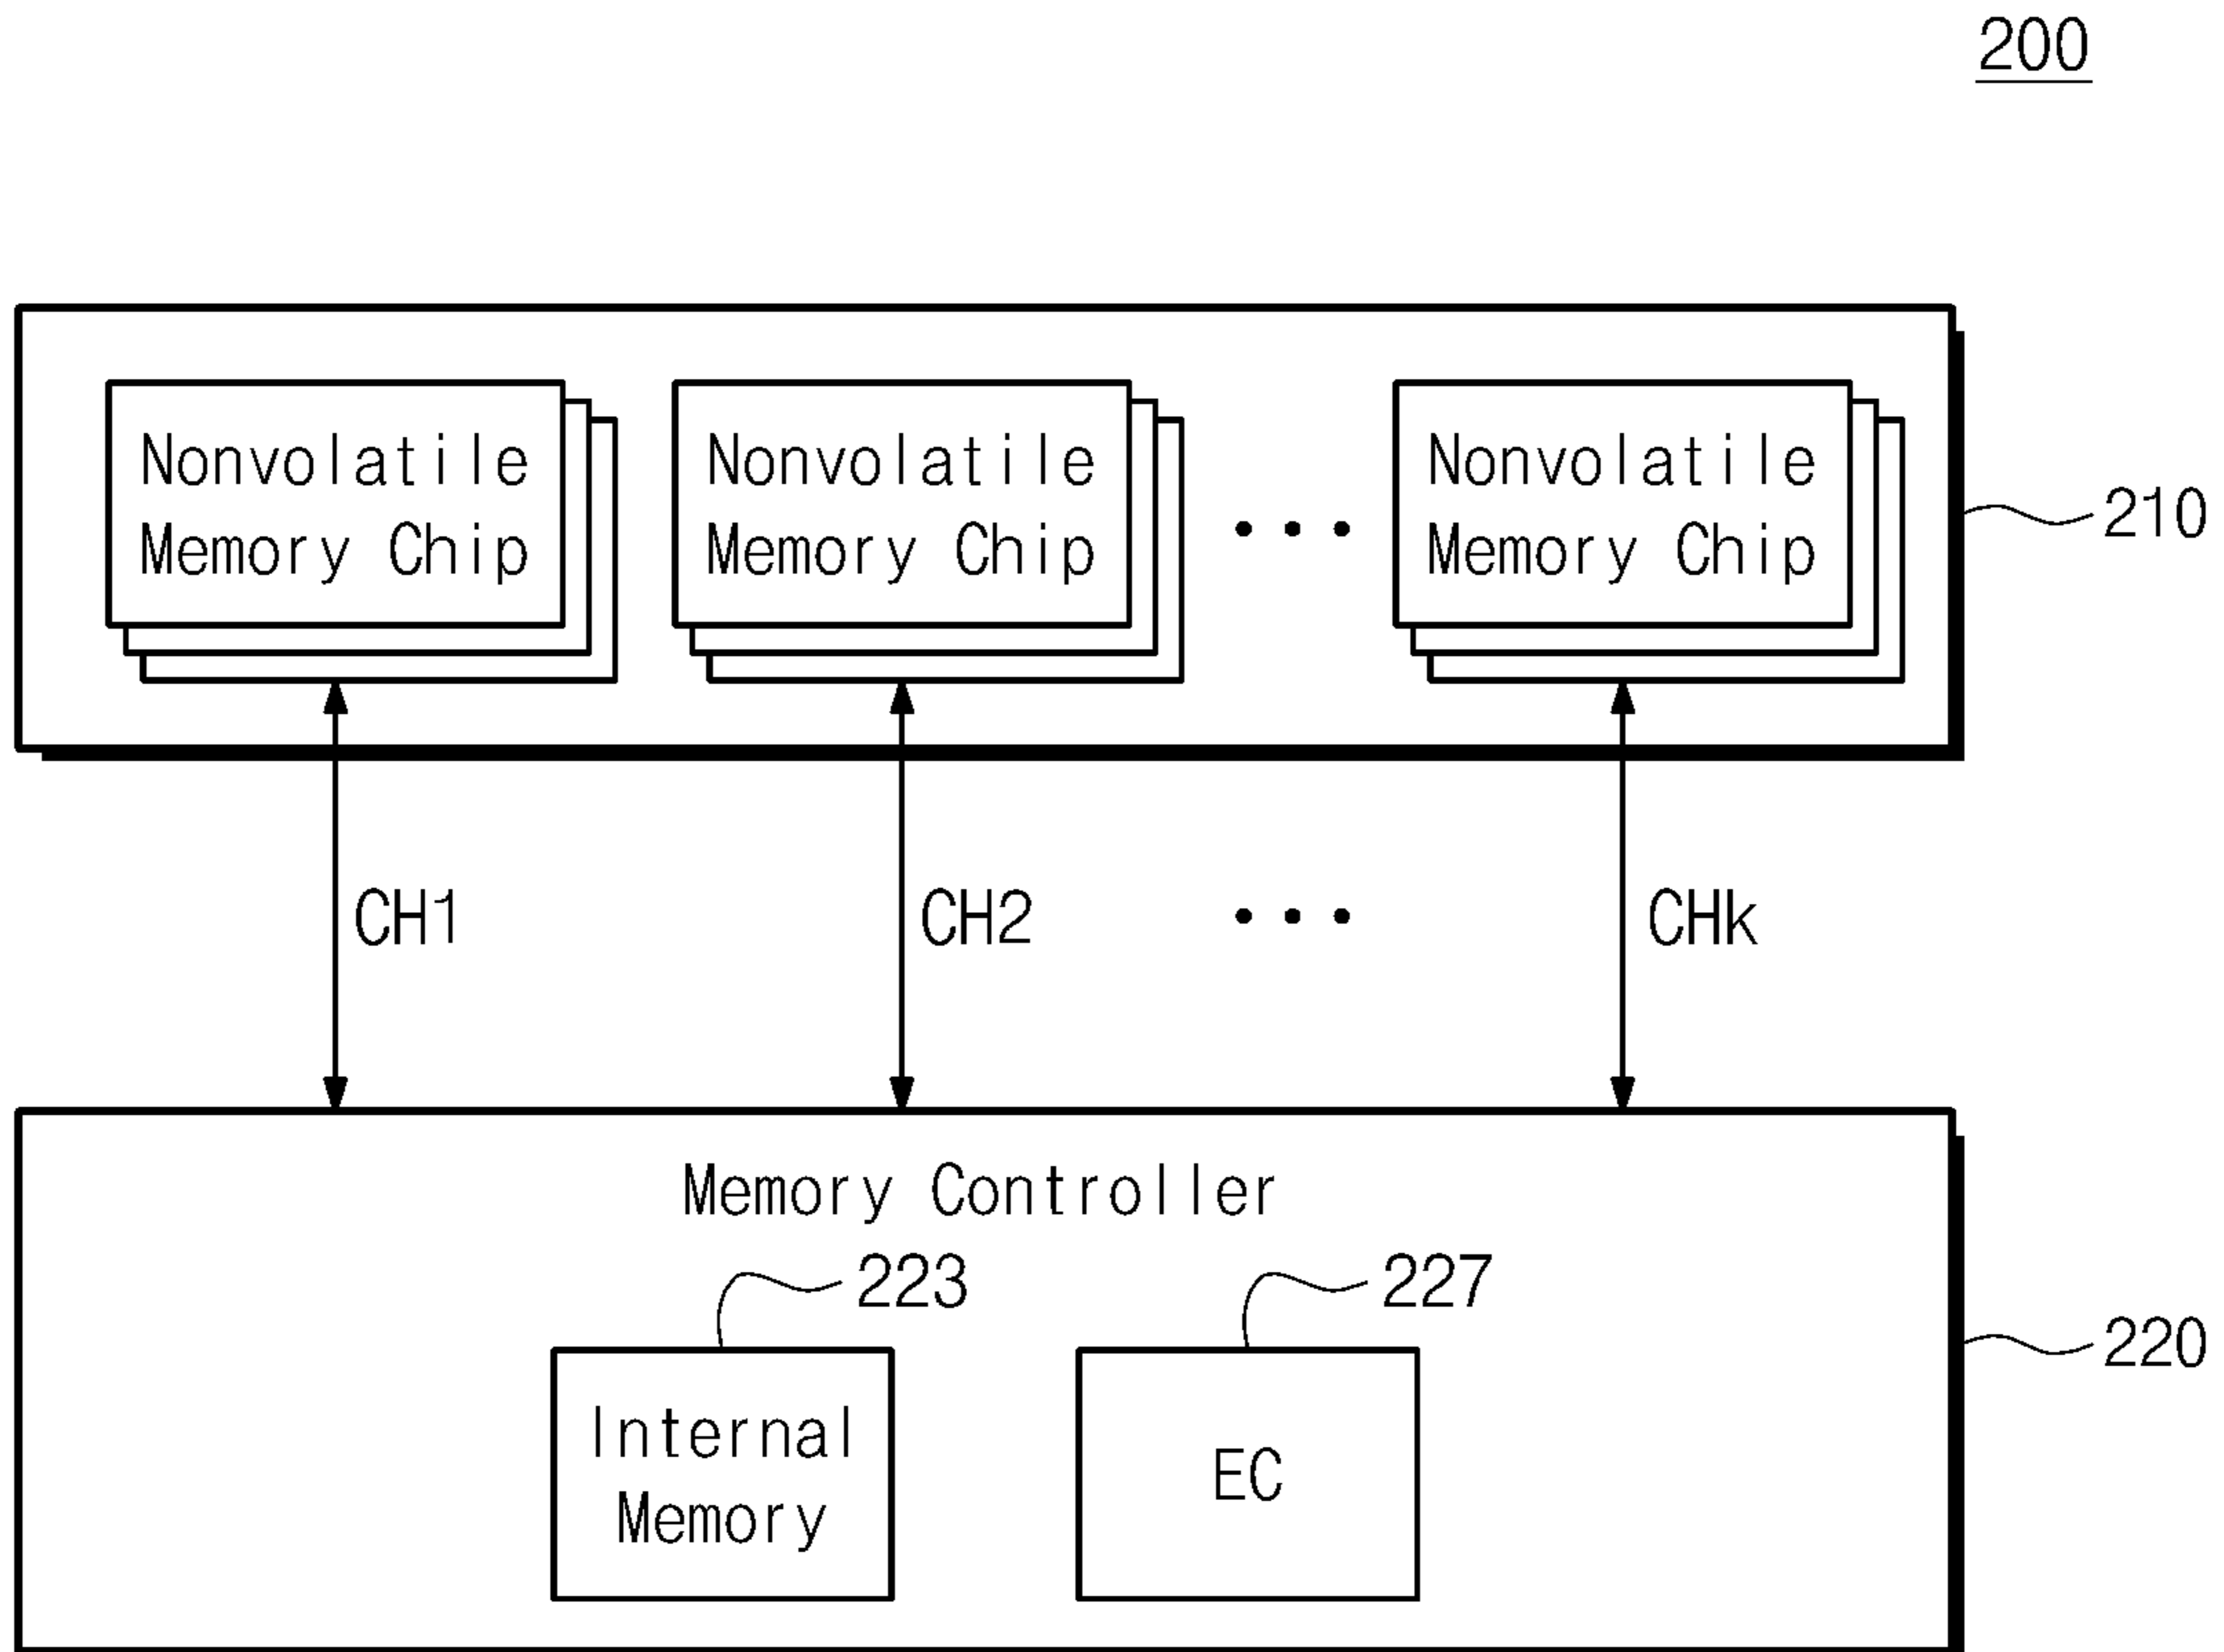 200
Nonvolatile
Memory Chip
Nonvolatile
Memory Chip
...
Nonvolatile
Memory Chip
210
CH1
CH2
...
CHk
Memory Controller
223
227
Internal
Memory
EC
220